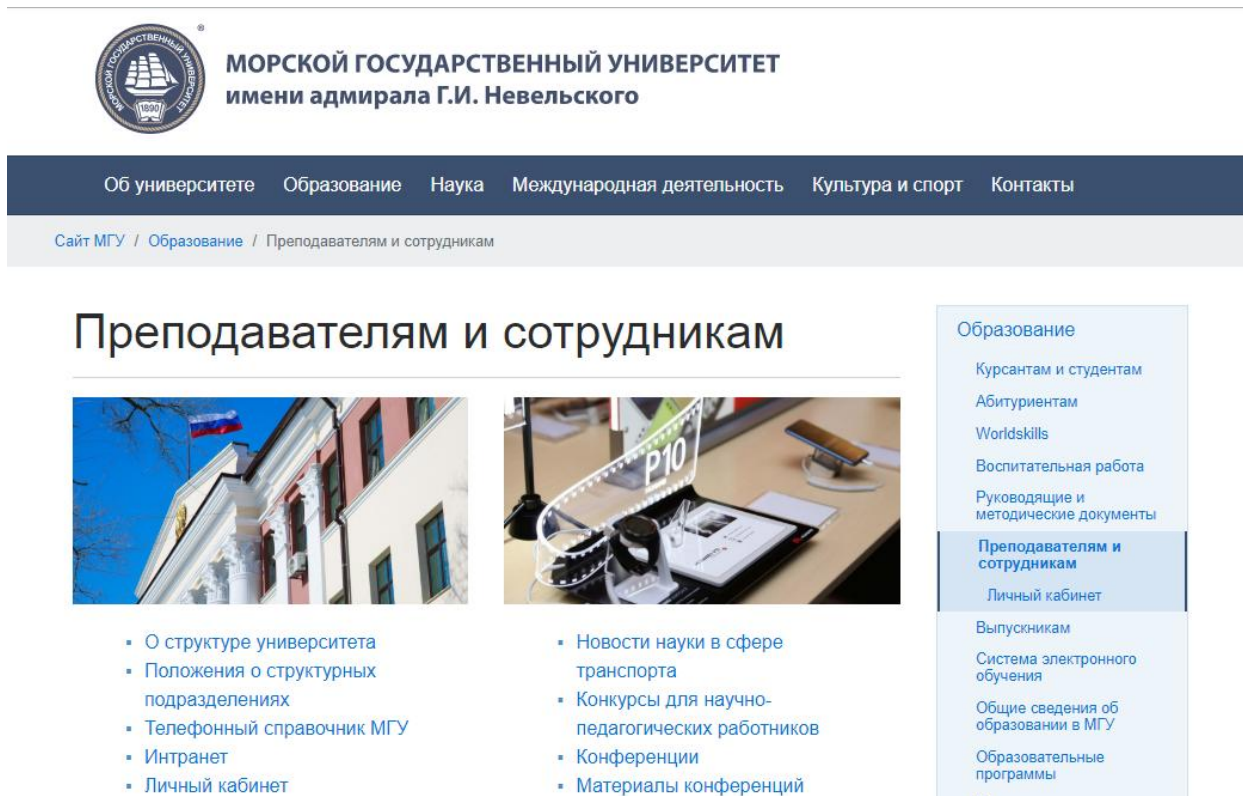 МОРСКОЙ ГОСУДАРСТВЕННЫЙ УНИВЕРСИТЕТ
1890
®
МОРСКОЙ ГОСУДАРСТВЕННЫЙ УНИВЕРСИТЕТ
имени адмирала Г.И. Невельского
Об университете Образование Наука Международная деятельность Культура и спорт Контакты
Сайт МГУ / Образование / Преподавателям и сотрудникам
Преподавателям и сотрудникам
P10
О структуре университета
Положения о структурных
подразделениях
Телефонный справочник МГУ
Интранет
Личный кабинет
Новости науки в сфере
транспорта
Конкурсы для научно-
педагогических работников
Конференции
Материалы конференций
Образование
Курсантам и студентам
Абитуриентам
Worldskills
Воспитательная работа
Руководящие и
методические документы
Преподавателям и
сотрудникам
Личный кабинет
Выпускникам
Система электронного
обучения
Общие сведения об
образовании в МГУ
Образовательные
программы